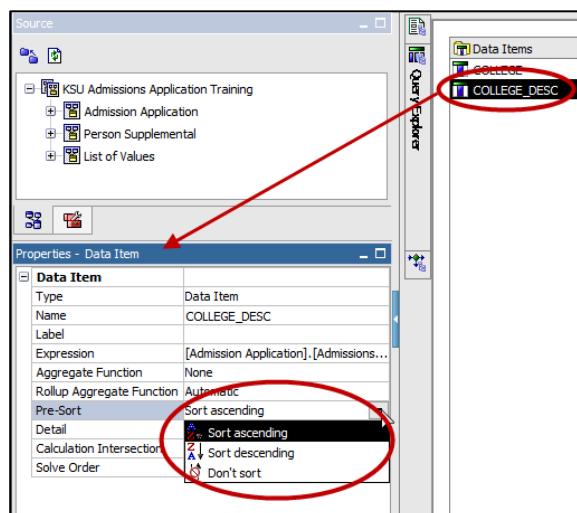 Source
KSU Admissions Application Training
Admission Application
Person Supplemental
List of Values
Properties - Data Item
Data Item
Type Data Item
Name COLLEGE_DESC
Label
Expression [Admission Application].[Admissions...
Aggregate Function None
Rollup Aggregate Function Automatic
Pre-Sort Sort ascending
Detail
Calculation Intersection
Solve Order
Sort ascending
Sort descending
Don't sort
Query Explorer
Data Items
COLLEGE
COLLEGE_DESC